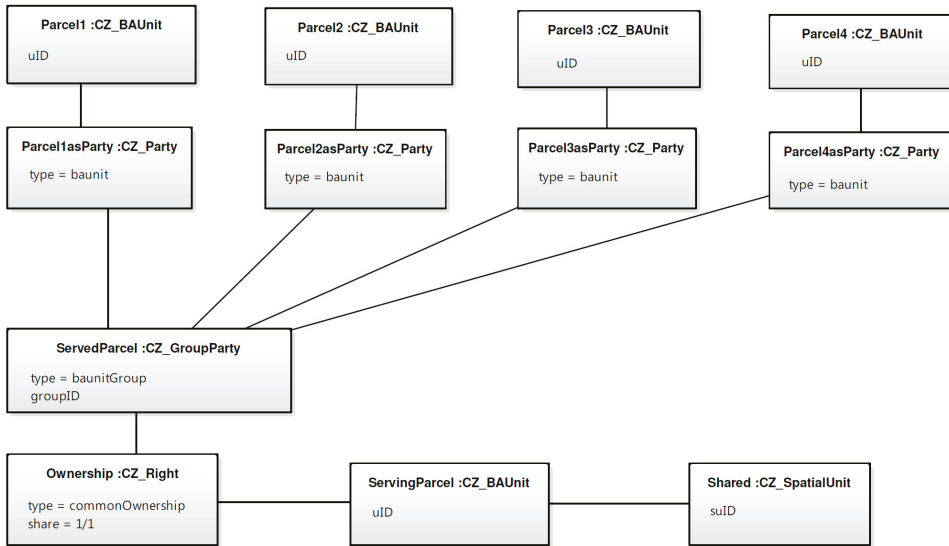 Parcel1 :CZ_BAUnit
uID
Parcel2 :CZ_BAUnit
uID
Parcel3 :CZ_BAUnit
uID
Parcel4 :CZ_BAUnit
uID
Parcel1asParty :CZ_Party
type = baunit
Parcel2asParty :CZ_Party
type = baunit
Parcel3asParty :CZ_Party
type = baunit
Parcel4asParty :CZ_Party
type = baunit
ServedParcel :CZ_GroupParty
type = baunitGroup
groupID
Ownership :CZ_Right
type = commonOwnership
share = 1/1
ServingParcel :CZ_BAUnit
uID
Shared :CZ_SpatialUnit
suID